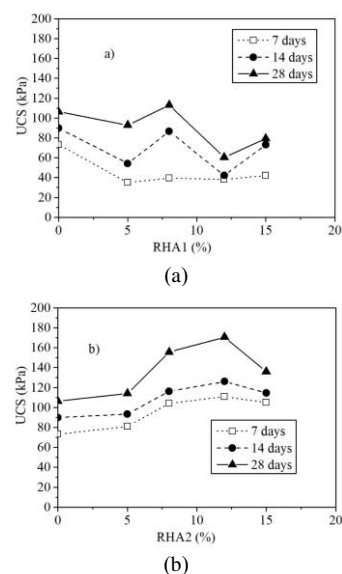 a)
7 days
14 days
28 days
UCS (kPa)
200
180
160
140
120
100
80
60
40
20
0
0 5 10 15 20
RHA1 (%)
(a)
b)
7 days
14 days
28 days
UCS (kPa)
200
180
160
140
120
100
80
60
40
20
0
0 5 10 15 20
RHA2 (%)
(b)